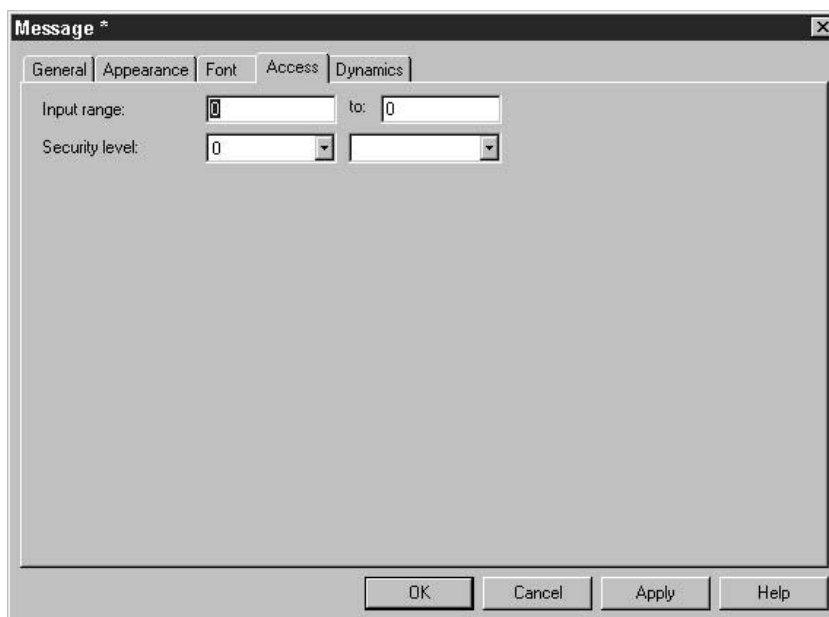 Message *
General Appearance Font Access Dynamics
Input range: 0 to: 0
Security level: 0
OK Cancel Apply Help